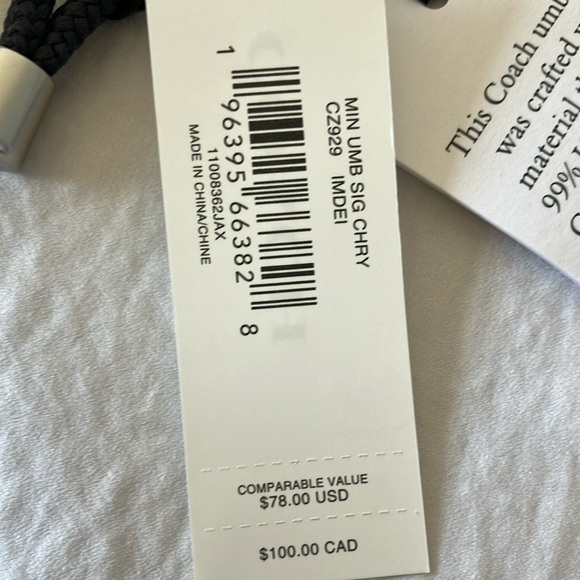 MIN UMB SIG CHRY
CZ929 IMDEI
1 96395 66382 8
11008362JAX
MADE IN CHINA/CHINE
COMPARABLE VALUE
$78.00 USD
$100.00 CAD
This Coach umb
was crafted
material
99%